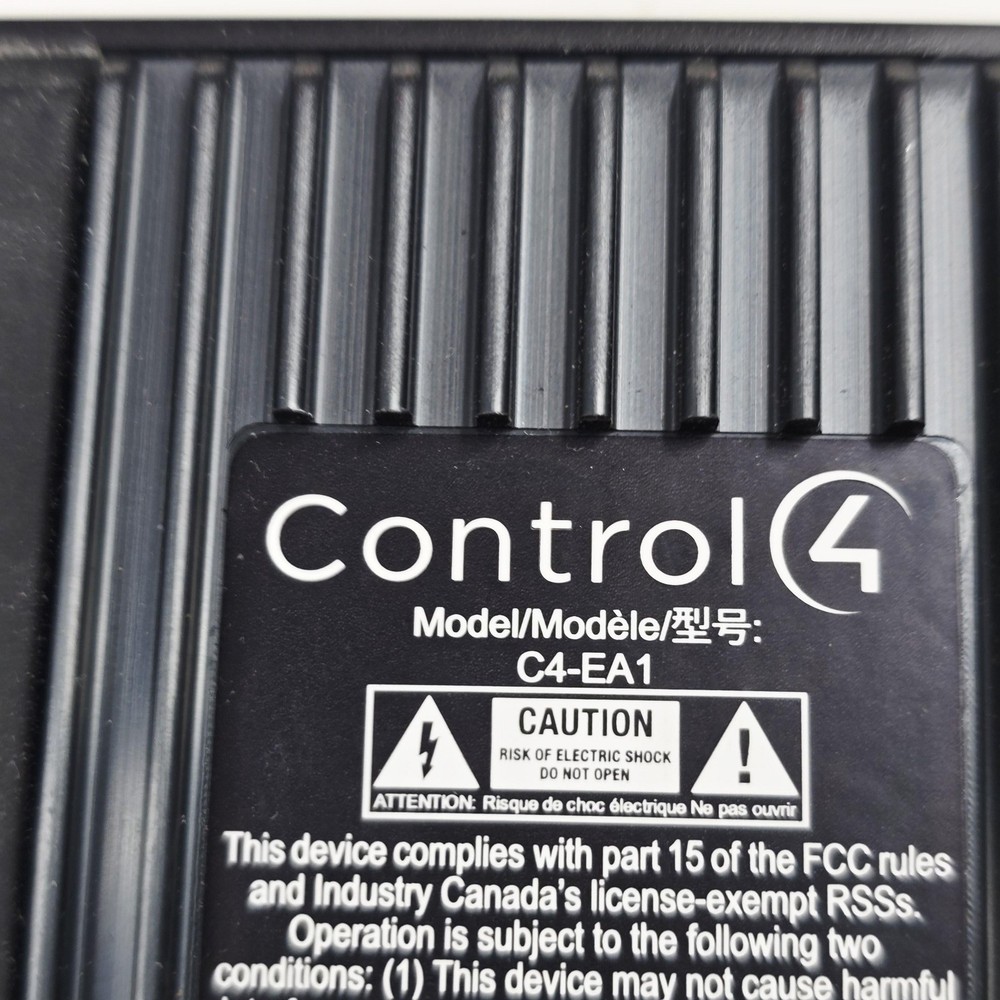 Control4
Model/Modèle/型号:
C4-EA1
CAUTION
RISK OF ELECTRIC SHOCK
DO NOT OPEN
ATTENTION: Risque de choc électrique Ne pas ouvrir
This device complies with part 15 of the FCC rules
and Industry Canada's license-exempt RSSs.
Operation is subject to the following two
conditions: (1) This device may not cause harmful